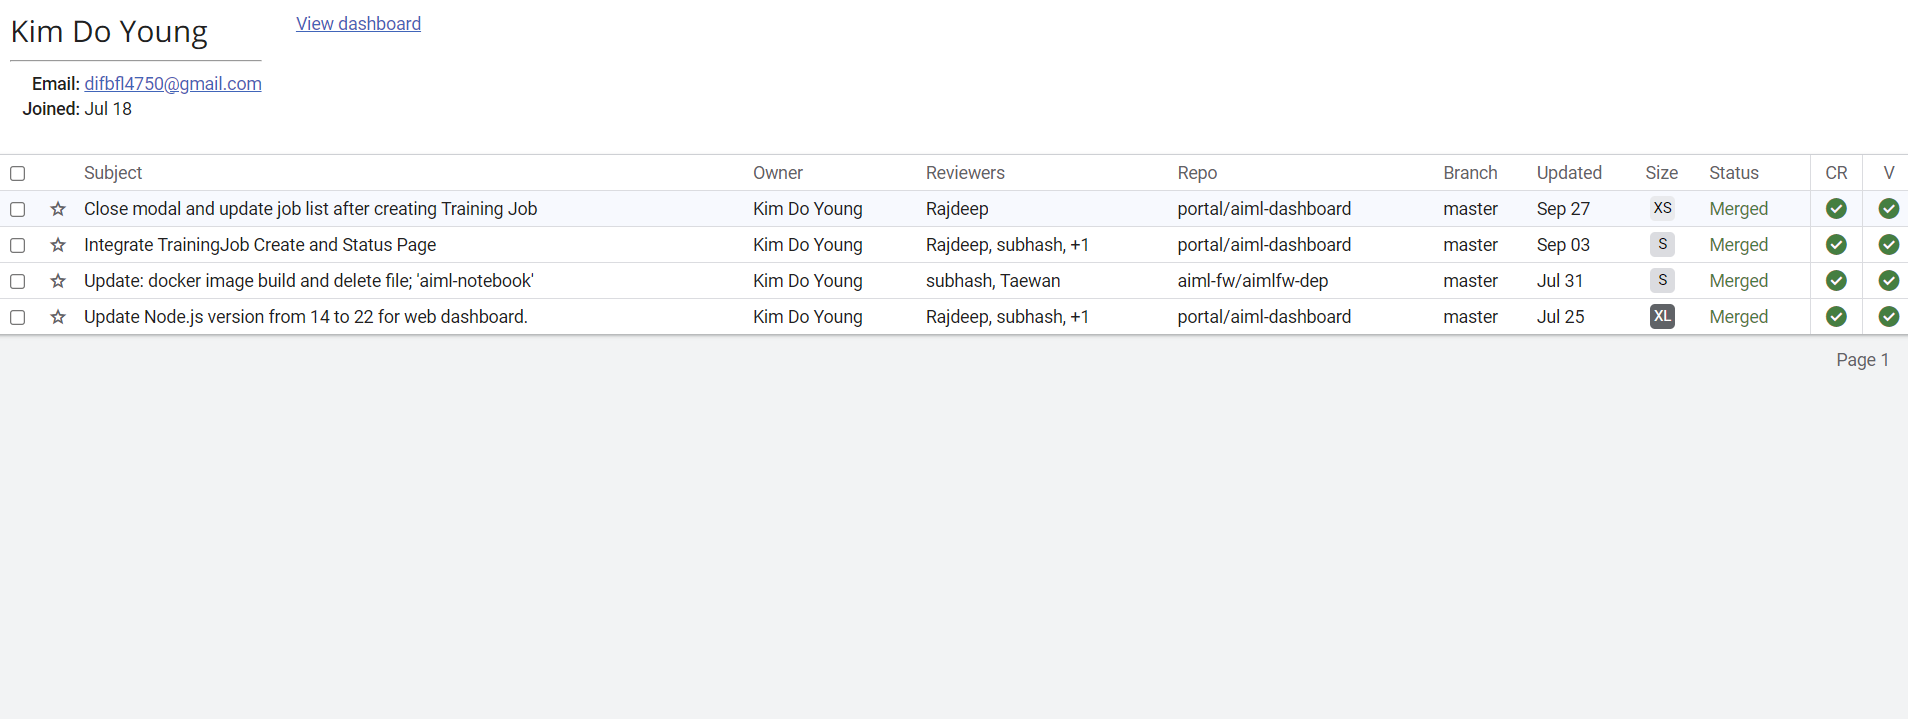 Kim Do Young
View dashboard
Email: difbfl4750@gmail.com
Joined: Jul 18
Subject Owner Reviewers Repo Branch Updated Size Status CR V
Close modal and update job list after creating Training Job Kim Do Young Rajdeep portal/aiml-dashboard master Sep 27 XS Merged
Integrate TrainingJob Create and Status Page Kim Do Young Rajdeep, subhash, +1 portal/aiml-dashboard master Sep 03 S Merged
Update: docker image build and delete file; 'aiml-notebook' Kim Do Young subhash, Taewan aiml-fw/aimlfw-dep master Jul 31 S Merged
Update Node.js version from 14 to 22 for web dashboard. Kim Do Young Rajdeep, subhash, +1 portal/aiml-dashboard master Jul 25 XL Merged
Page 1